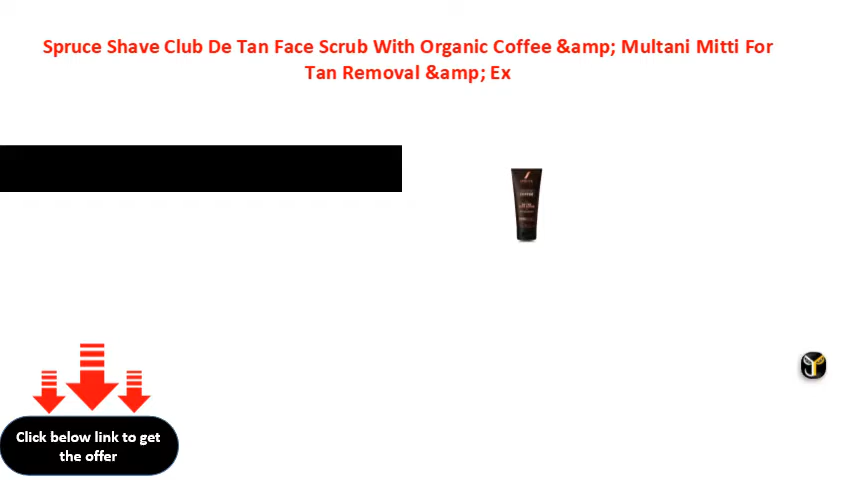 Spruce Shave Club De Tan Face Scrub With Organic Coffee &amp; Multani Mitti For
Tan Removal &amp; Ex
Click below link to get
the offer